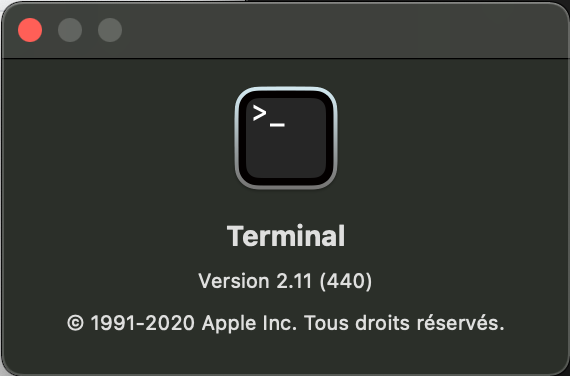 >_
Terminal
Version 2.11 (440)
© 1991-2020 Apple Inc. Tous droits réservés.